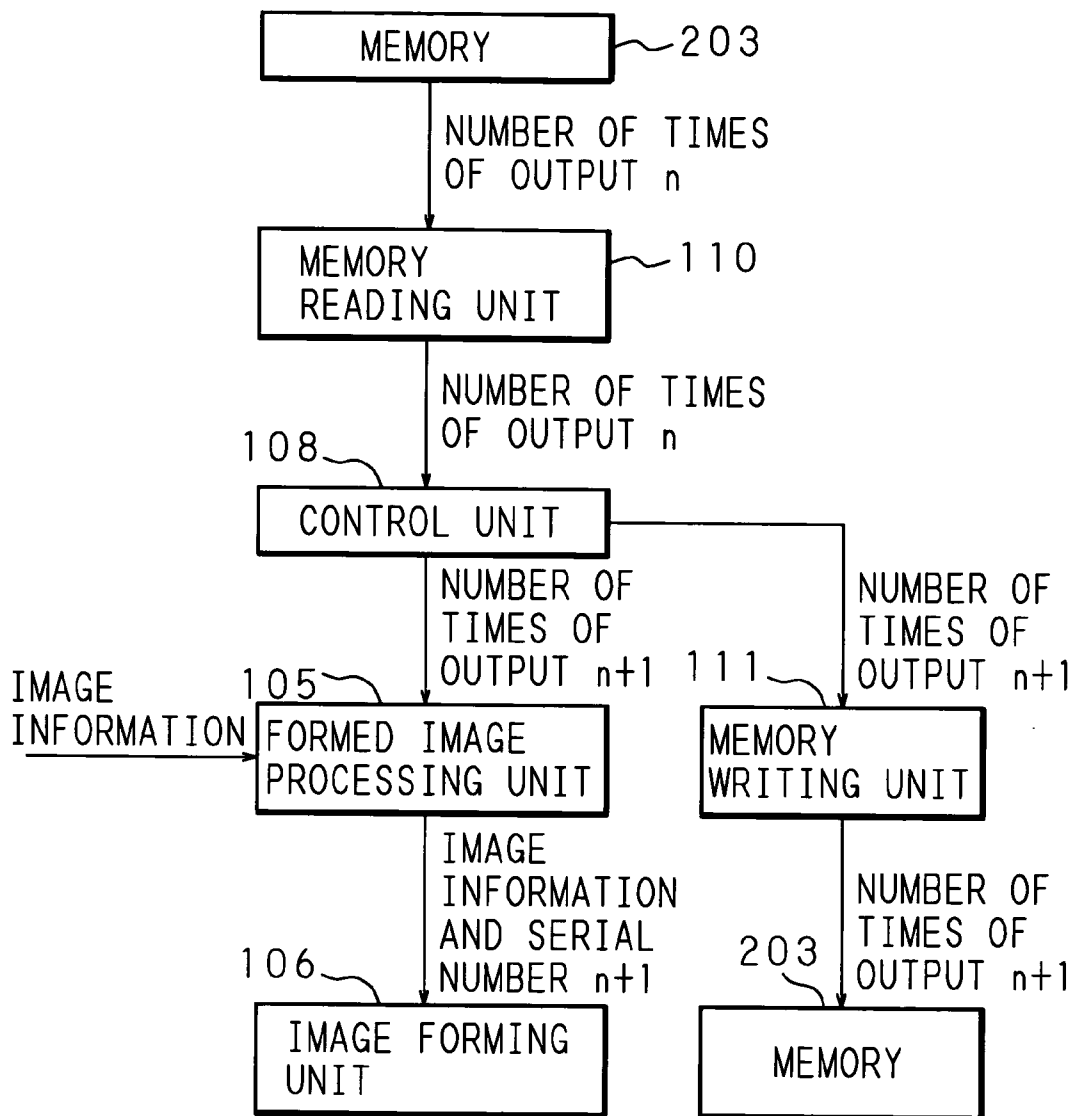 MEMORY
203
NUMBER OF TIMES
OF OUTPUT n
MEMORY
READING UNIT
110
NUMBER OF TIMES
OF OUTPUT n
108
CONTROL UNIT
NUMBER OF
TIMES OF
OUTPUT n+1
NUMBER OF
TIMES OF
OUTPUT n+1
IMAGE
INFORMATION
105
FORMED IMAGE
PROCESSING UNIT
111
MEMORY
WRITING UNIT
IMAGE
INFORMATION
AND SERIAL
NUMBER n+1
NUMBER OF
TIMES OF
OUTPUT n+1
106
IMAGE FORMING
UNIT
203
MEMORY